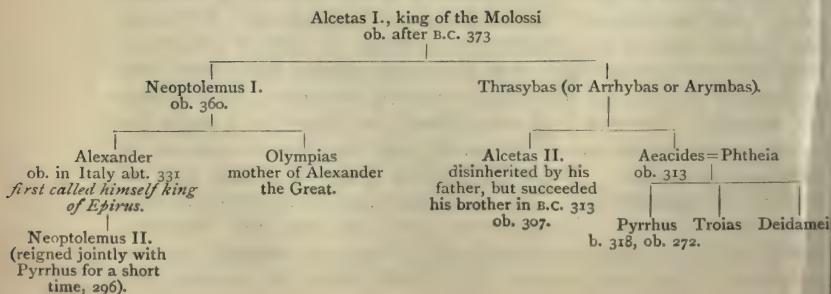 Alcetas I., king of the Molossi
ob. after B.C. 373
Neoptolemus I.
ob. 360.
Thrasybas (or Arrhybas or Arymbas).
Alexander
ob. in Italy abt. 331
first called himself king
of Epirus.
Olympias
mother of Alexander
the Great.
Alcetas II.
disinherited by his
father, but succeeded
his brother in B.C. 313
ob. 307.
Aeacides=Phtheia
ob. 313
Neoptolemus II.
(reigned jointly with
Pyrrhus for a short
time, 296).
Pyrrhus Troias Deidamei
b. 318, ob. 272.